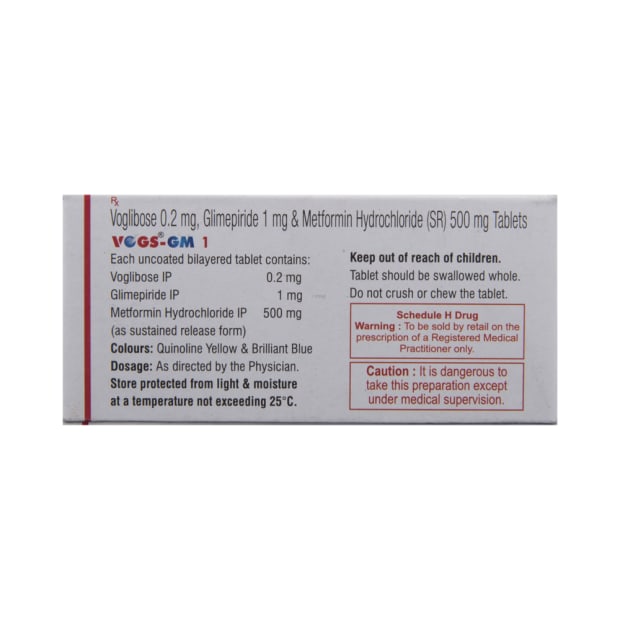 Rx
Voglibose 0.2 mg, Glimepiride 1 mg & Metformin Hydrochloride (SR) 500 mg Tablets
VOGS®-GM 1
Each uncoated bilayered tablet contains:
Voglibose IP 0.2 mg
Glimepiride IP 1 mg
Metformin Hydrochloride IP 500 mg
(as sustained release form)
Colours: Quinoline Yellow & Brilliant Blue
Dosage: As directed by the Physician.
Store protected from light & moisture
at a temperature not exceeding 25°C.
Keep out of reach of children.
Tablet should be swallowed whole.
Do not crush or chew the tablet.
Schedule H Drug
Warning : To be sold by retail on the
prescription of a Registered Medical
Practitioner only.
Caution : It is dangerous to
take this preparation except
under medical supervision.